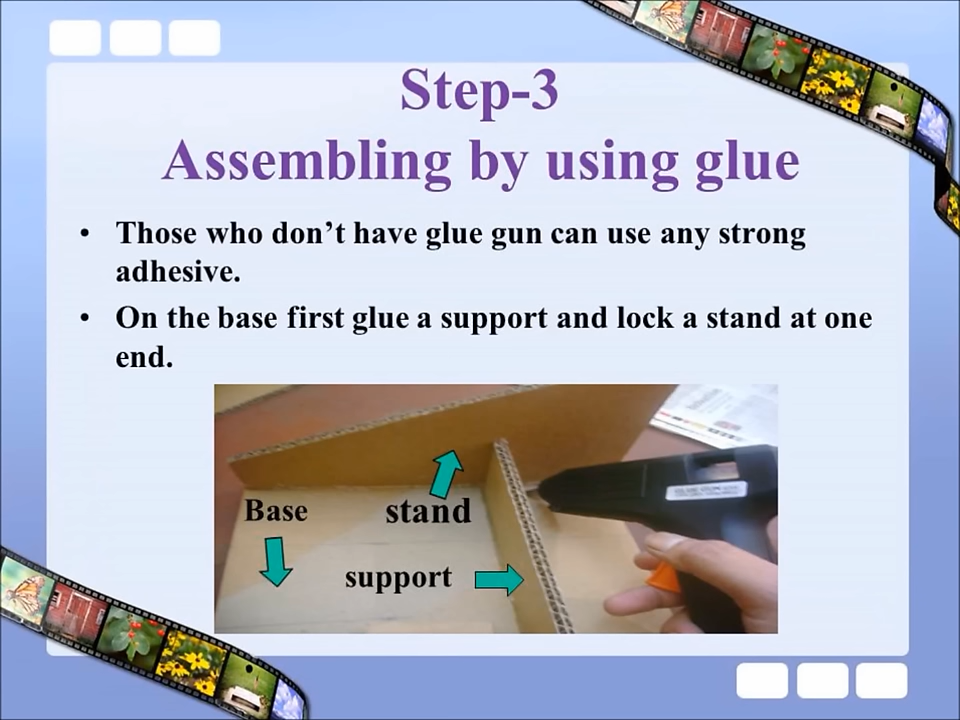 Step-3
Assembling by using glue
• Those who don’t have glue gun can use any strong
adhesive.
• On the base first glue a support and lock a stand at one
end.
Base
stand
support